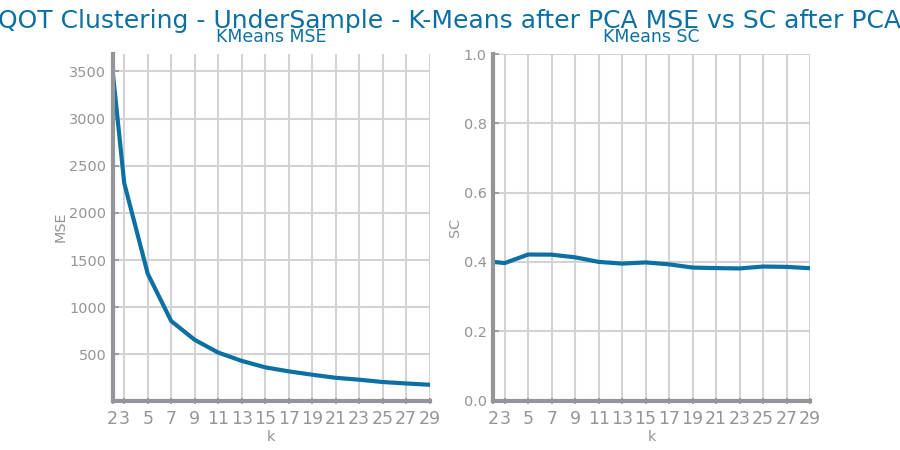 QOT Clustering - UnderSample - K-Means after PCA MSE vs SC after PCA
KMeans MSE
3500
3000
2500
2000
1500
1000
500
MSE
2 3 5 7 9 11 13 15 17 19 21 23 25 27 29
k
KMeans SC
1.0
0.8
0.6
0.4
0.2
0.0
SC
2 3 5 7 9 11 13 15 17 19 21 23 25 27 29
k